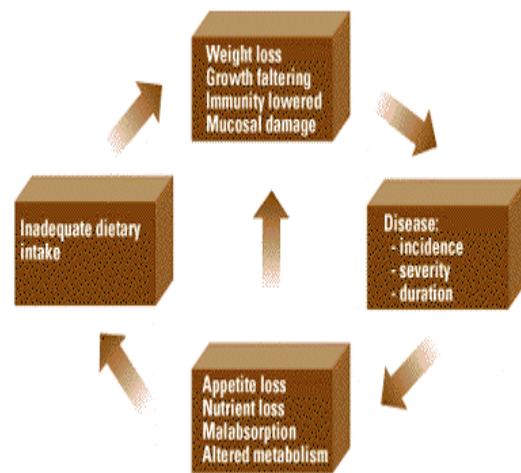 Weight loss
Growth faltering
Immunity lowered
Mucosal damage
Inadequate dietary
intake
Disease:
- incidence
- severity
- duration
Appetite loss
Nutrient loss
Malabsorption
Altered metabolism